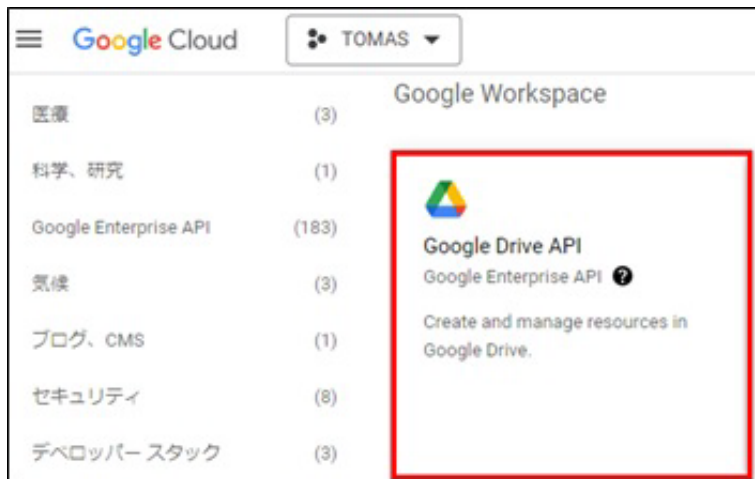 Google Cloud
TOMAS
医療
(3)
科学、研究
(1)
Google Enterprise API
(183)
気候
(3)
ブログ、CMS
(1)
セキュリティ
(8)
デベロッパー スタック
(3)
Google Workspace
Google Drive API
Google Enterprise API ?
Create and manage resources in
Google Drive.